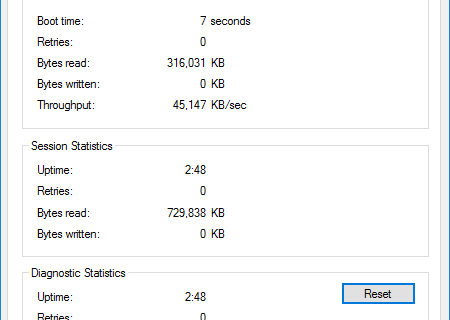 Boot time: 7 seconds
Retries: 0
Bytes read: 316,031 KB
Bytes written: 0 KB
Throughput: 45,147 KB/sec
Session Statistics
Uptime: 2:48
Retries: 0
Bytes read: 729,838 KB
Bytes written: 0 KB
Diagnostic Statistics
Reset
Uptime: 2:48
Retries: 0